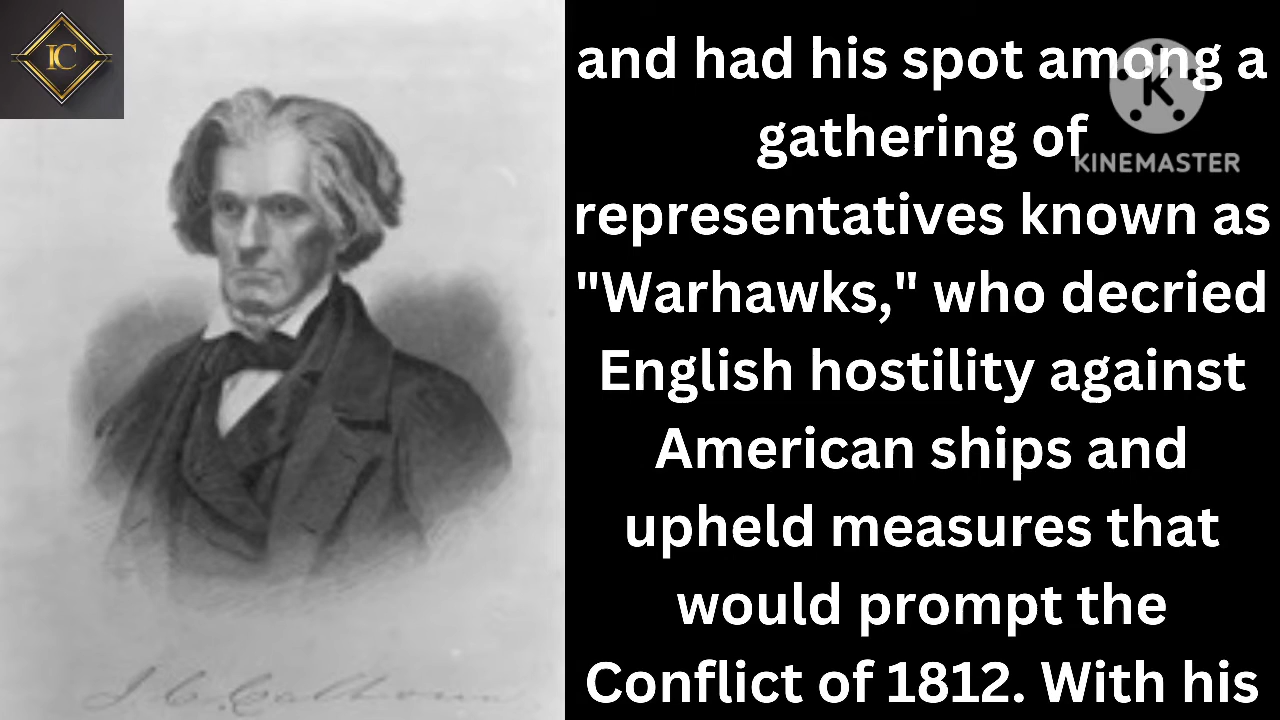 IC
and had his spot among a
gathering of
representatives known as
"Warhawks," who decried
English hostility against
American ships and
upheld measures that
would prompt the
Conflict of 1812. With his
K
KINEMASTER
J. C. Calhoun